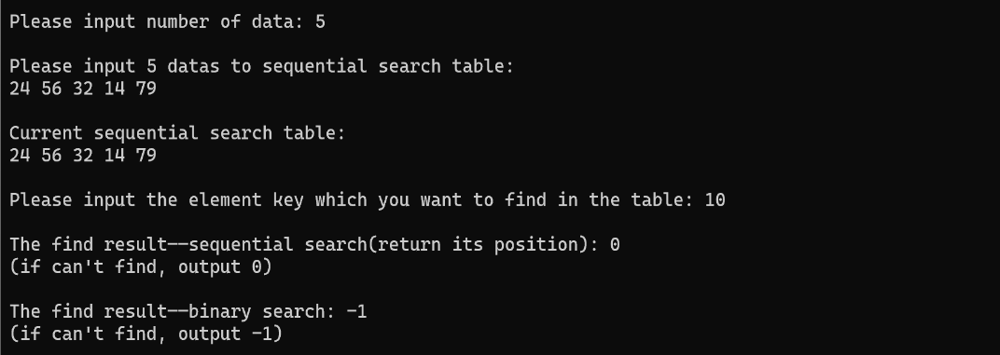 Please input number of data: 5
Please input 5 datas to sequential search table:
24 56 32 14 79
Current sequential search table:
24 56 32 14 79
Please input the element key which you want to find in the table: 10
The find result——sequential search(return its position): 0
(if can't find, output 0)
The find result——binary search: -1
(if can't find, output -1)